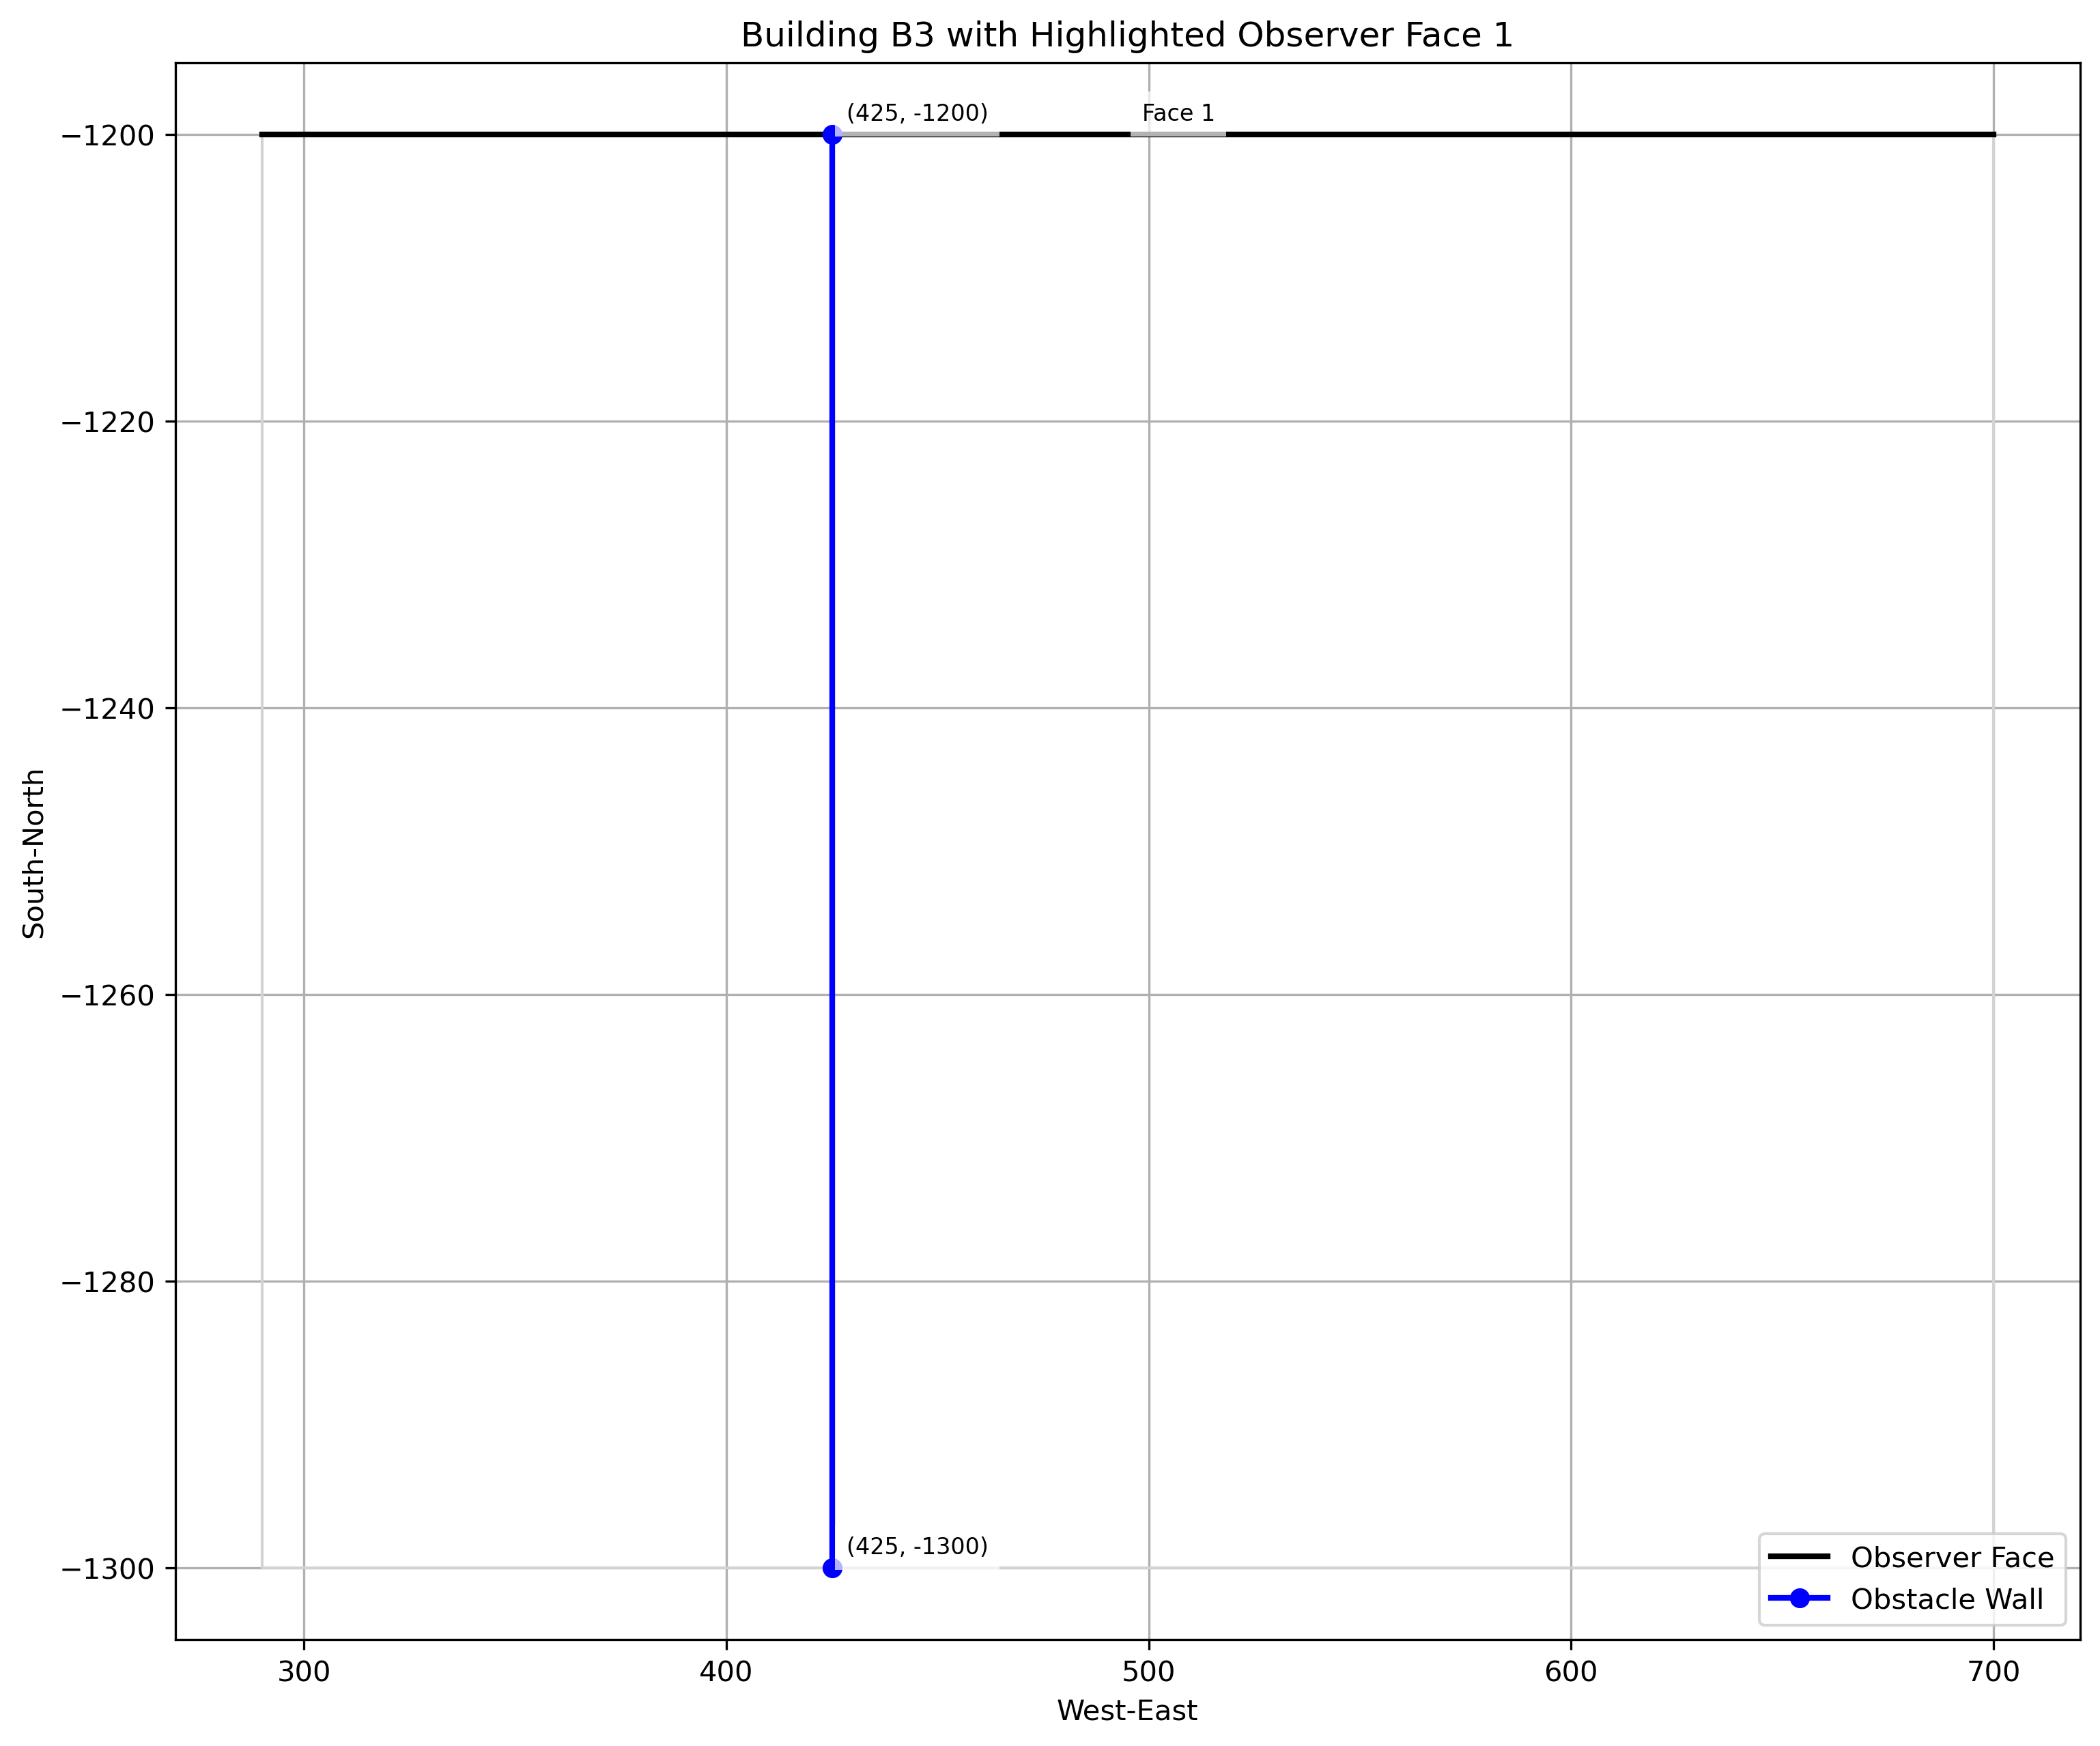 Building B3 with Highlighted Observer Face 1
(425, -1200)
Face 1
−1200
−1220
−1240
−1260
−1280
−1300
South-North
(425, -1300)
Observer Face
Obstacle Wall
300
400
500
600
700
West-East